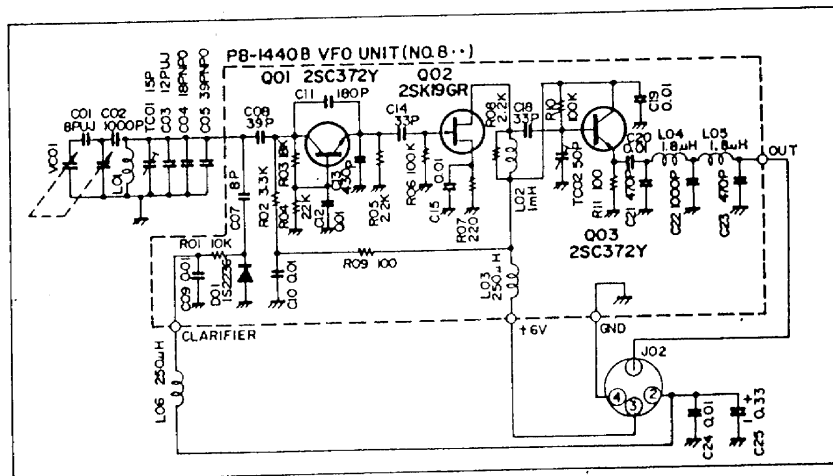 PB-1440B VFO UNIT (NO.8··)
Q01 2SC372Y
Q02 2SK19GR
C01 8PUJ
C02 1000P
TC01 15P
C03 12PUJ
C04 18PNPO
C05 39PNPO
VC01
L01
C08 39P
C11 180P
C14 33P
R08 2.2K
C18 33P
R10 100K
C19 0.01
C20 0.01
L04 1.8μH
L05 1.8μH
OUT
C07 8P
R02 3.3K
R03 18K
R04 22K
C12 0.01
C13 430P
R05 2.2K
R06 100K
C15 0.01
R07 220
L02 1mH
TC02 50P
R11 100
C21 470P
C22 1000P
C23 470P
Q03 2SC372Y
R01 10K
C09 0.01
D01 1S2236
C10 0.01
R09 100
L03 250μH
CLARIFIER
+6V
GND
L06 250μH
J02
4
3
2
C24 0.01
+
-
C25 0.33